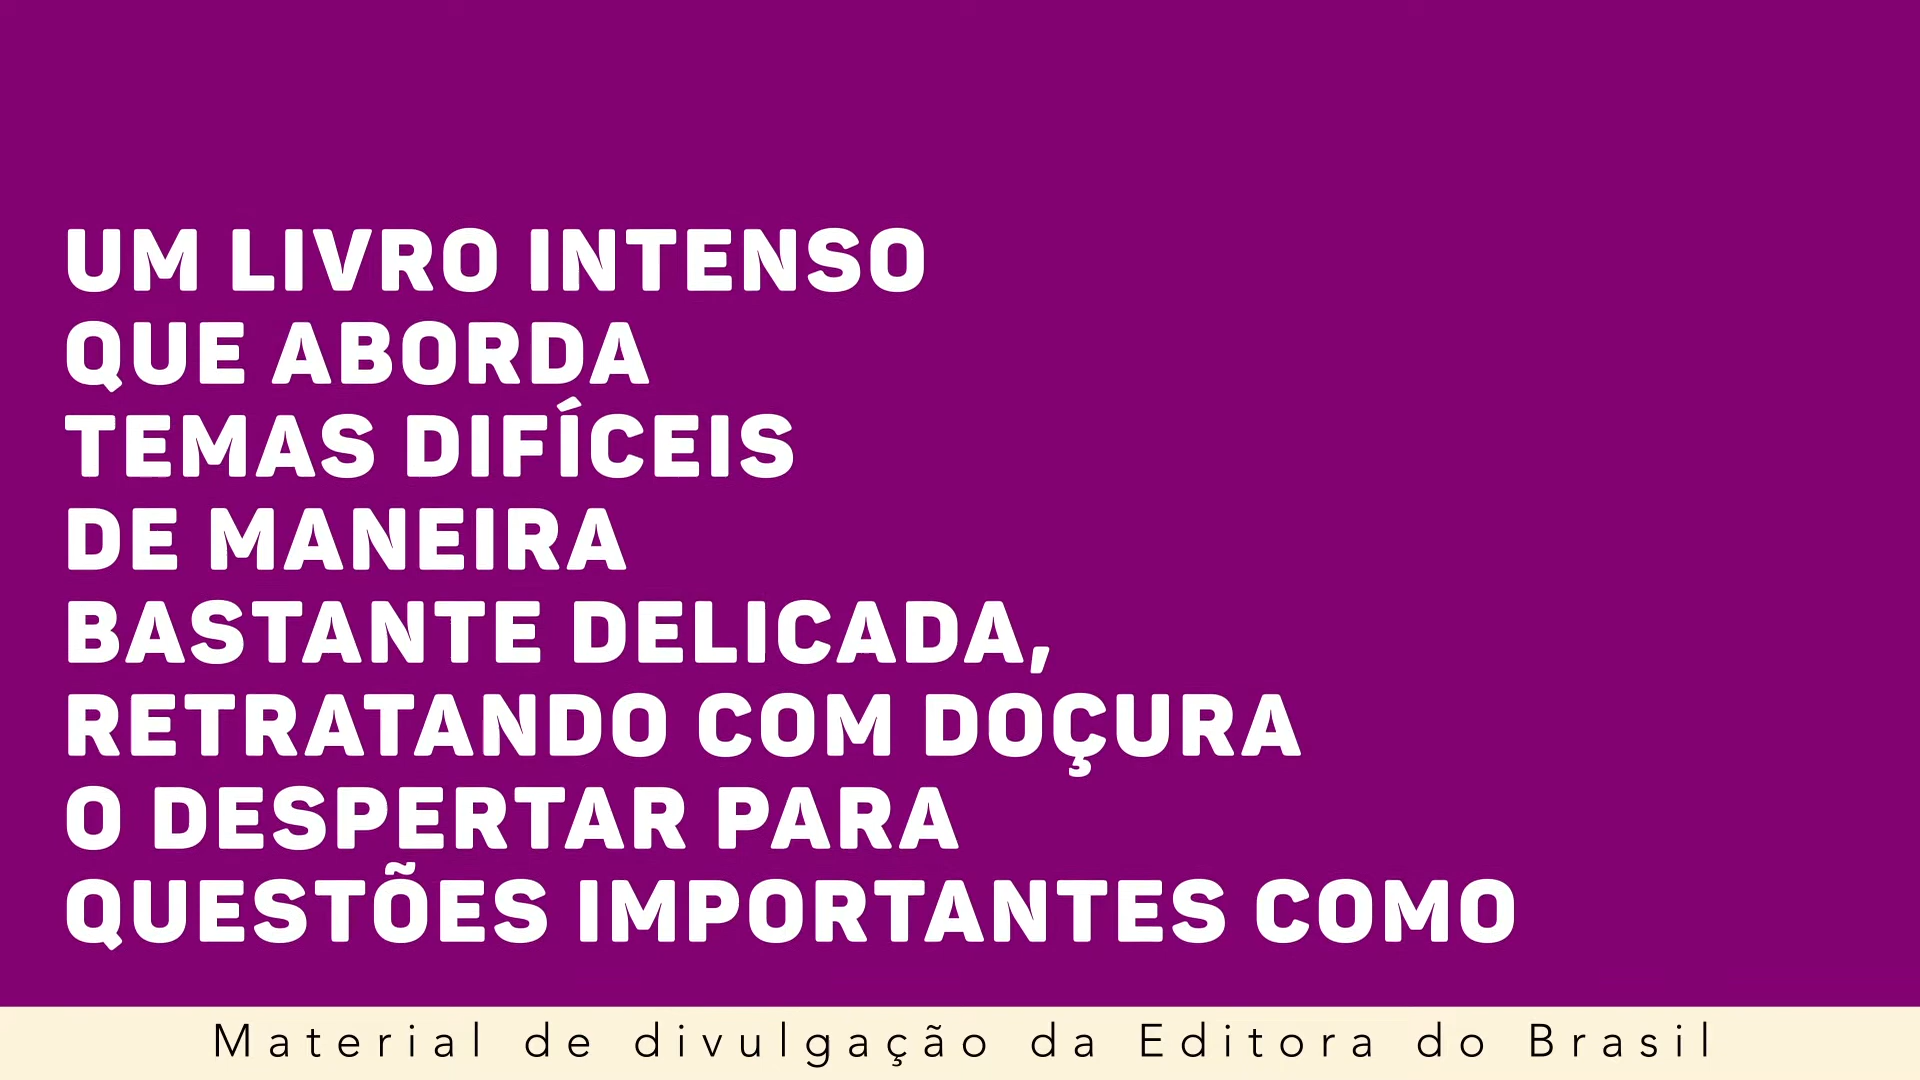 UM LIVRO INTENSO
QUE ABORDA
TEMAS DIFÍCEIS
DE MANEIRA
BASTANTE DELICADA,
RETRATANDO COM DOÇURA
O DESPERTAR PARA
QUESTÕES IMPORTANTES COMO
Material de divulgação da Editora do Brasil